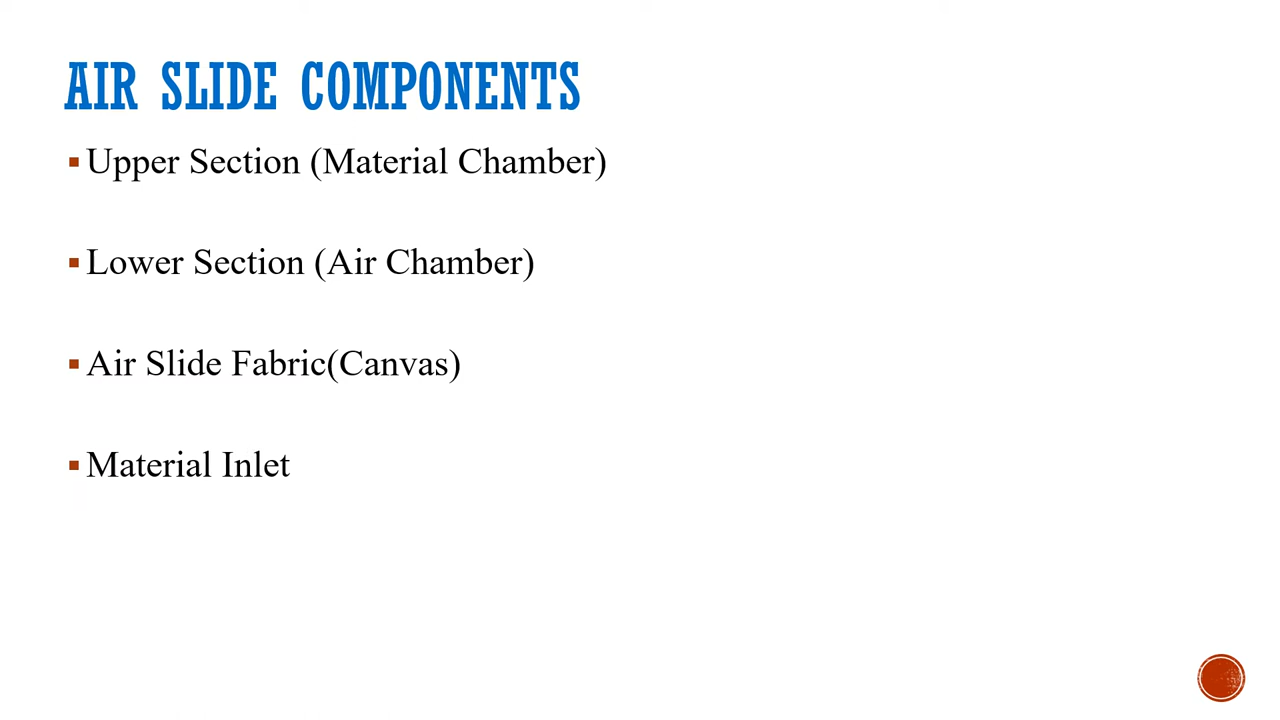 AIR SLIDE COMPONENTS
▪ Upper Section (Material Chamber)
▪ Lower Section (Air Chamber)
▪ Air Slide Fabric(Canvas)
▪ Material Inlet